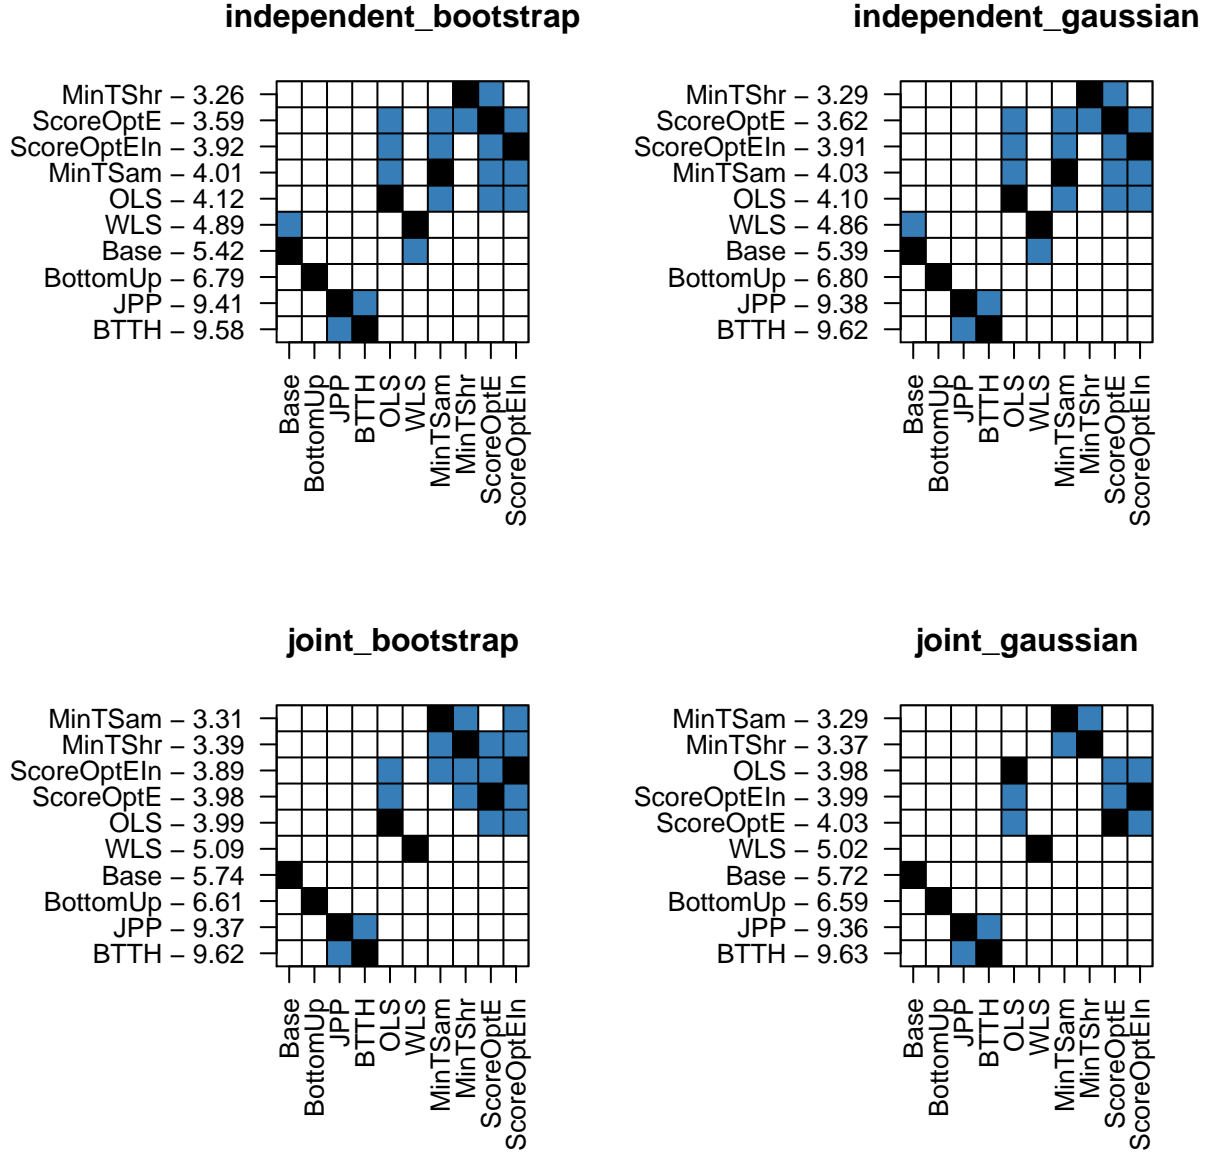 independent_bootstrap
MinTShr – 3.26
ScoreOptE – 3.59
ScoreOptEIn – 3.92
MinTSam – 4.01
OLS – 4.12
WLS – 4.89
Base – 5.42
BottomUp – 6.79
JPP – 9.41
BTTH – 9.58
Base
BottomUp
JPP
BTTH
OLS
WLS
MinTSam
MinTShr
ScoreOptE
ScoreOptEIn
independent_gaussian
MinTShr – 3.29
ScoreOptE – 3.62
ScoreOptEIn – 3.91
MinTSam – 4.03
OLS – 4.10
WLS – 4.86
Base – 5.39
BottomUp – 6.80
JPP – 9.38
BTTH – 9.62
Base
BottomUp
JPP
BTTH
OLS
WLS
MinTSam
MinTShr
ScoreOptE
ScoreOptEIn
joint_bootstrap
MinTSam – 3.31
MinTShr – 3.39
ScoreOptEIn – 3.89
ScoreOptE – 3.98
OLS – 3.99
WLS – 5.09
Base – 5.74
BottomUp – 6.61
JPP – 9.37
BTTH – 9.62
Base
BottomUp
JPP
BTTH
OLS
WLS
MinTSam
MinTShr
ScoreOptE
ScoreOptEIn
joint_gaussian
MinTSam – 3.29
MinTShr – 3.37
OLS – 3.98
ScoreOptEIn – 3.99
ScoreOptE – 4.03
WLS – 5.02
Base – 5.72
BottomUp – 6.59
JPP – 9.36
BTTH – 9.63
Base
BottomUp
JPP
BTTH
OLS
WLS
MinTSam
MinTShr
ScoreOptE
ScoreOptEIn